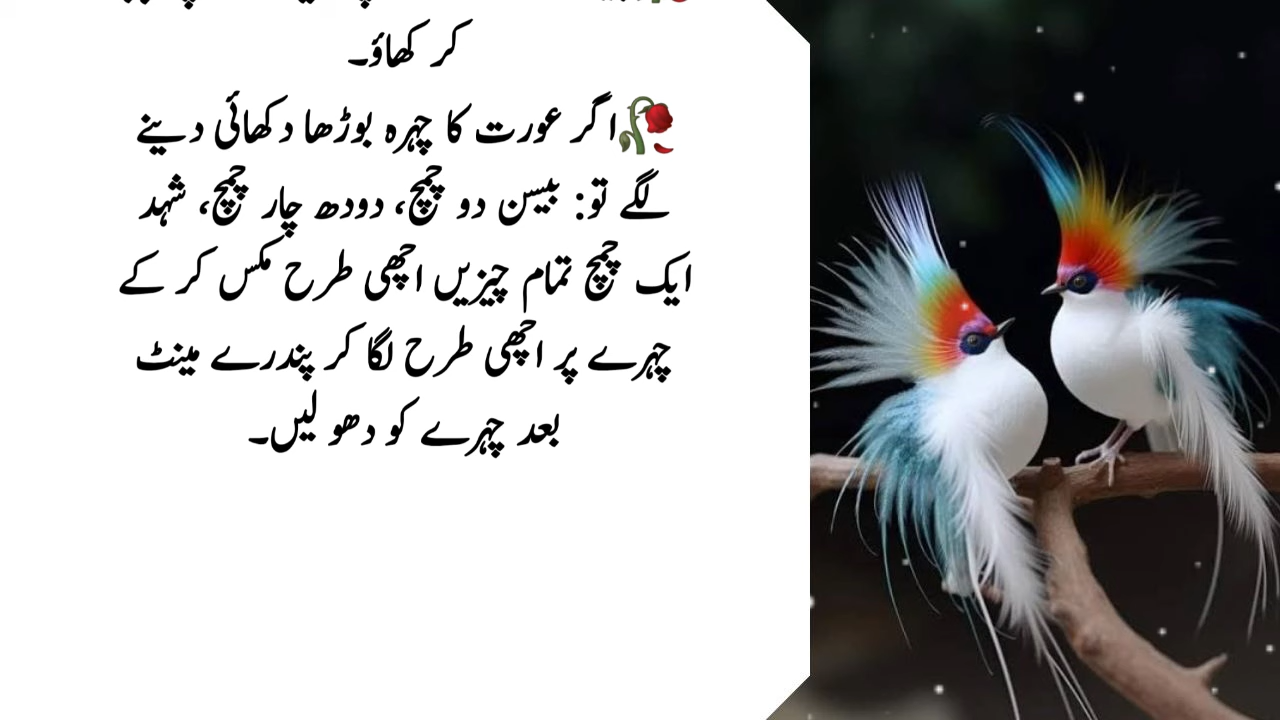 کر کھاؤ۔
🥀اگر عورت کا چہرہ بوڑھا دکھائی دینے
لگے تو: بیسن دو چمچ، دودھ چار چمچ، شہد
ایک چمچ تمام چیزیں اچھی طرح مکس کر کے
چہرے پر اچھی طرح لگا کر پندرے مینٹ
بعد چہرے کو دھو لیں۔